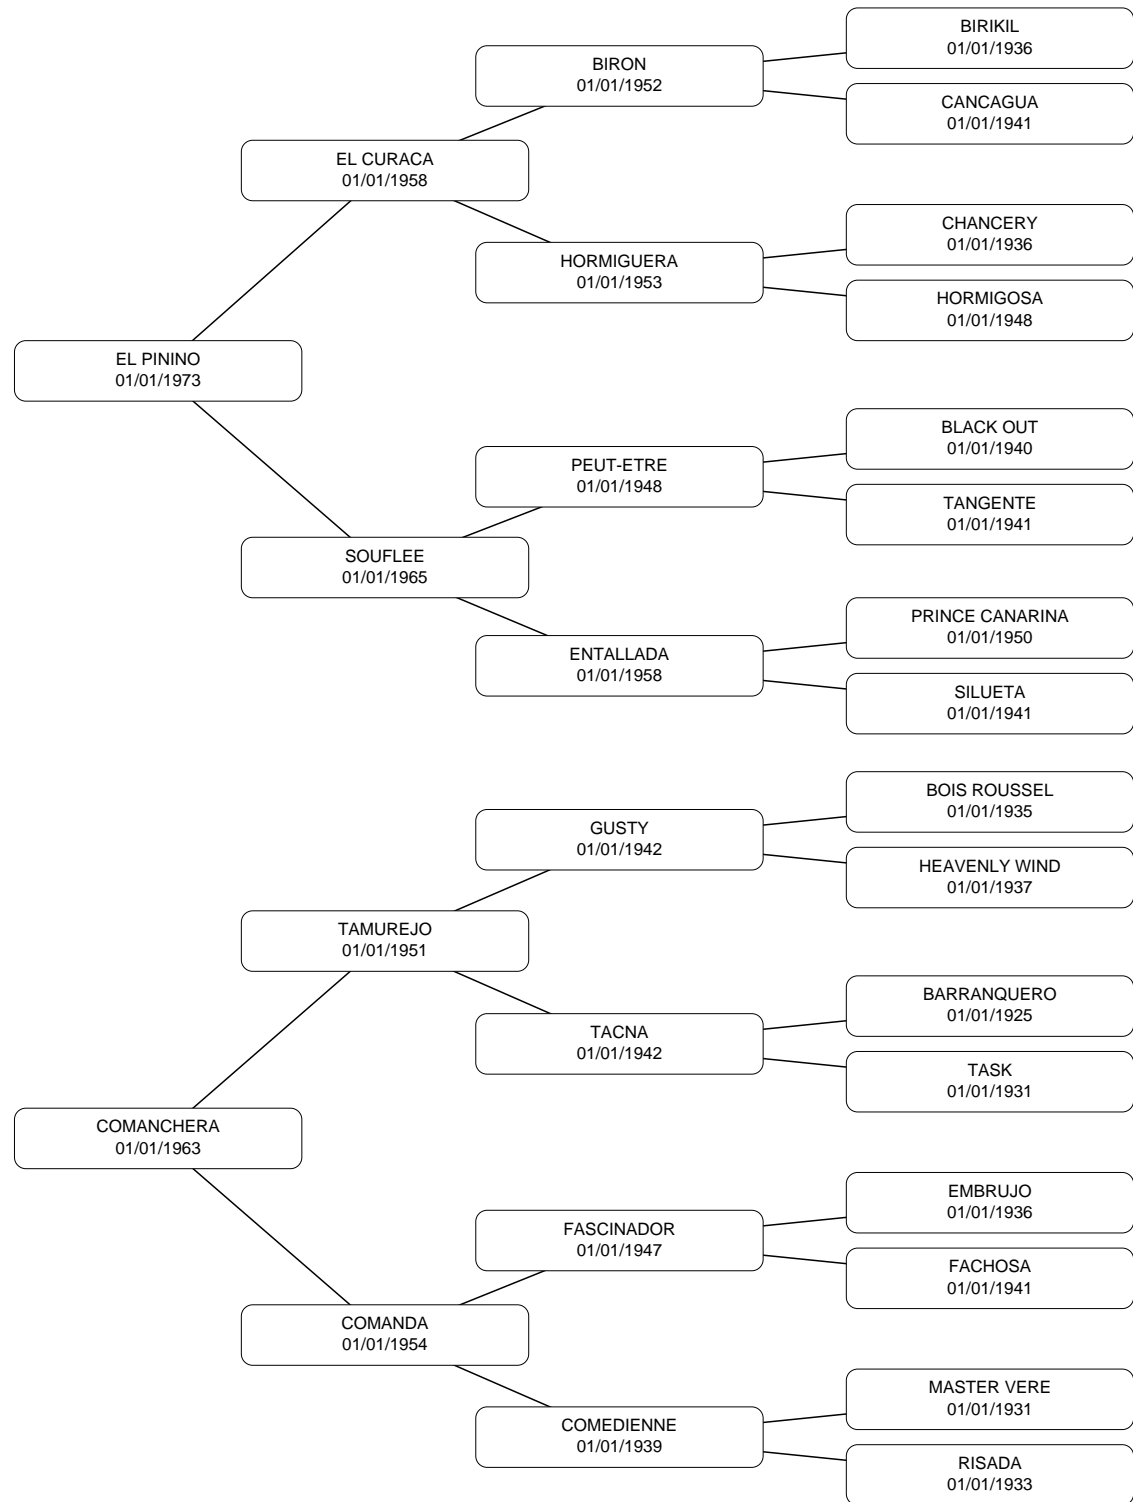 BIRIKIL
01/01/1936
BIRON
01/01/1952
CANCAGUA
01/01/1941
EL CURACA
01/01/1958
CHANCERY
01/01/1936
HORMIGUERA
01/01/1953
HORMIGOSA
01/01/1948
EL PININO
01/01/1973
BLACK OUT
01/01/1940
PEUT-ETRE
01/01/1948
TANGENTE
01/01/1941
SOUFLEE
01/01/1965
PRINCE CANARINA
01/01/1950
ENTALLADA
01/01/1958
SILUETA
01/01/1941
BOIS ROUSSEL
01/01/1935
GUSTY
01/01/1942
HEAVENLY WIND
01/01/1937
TAMUREJO
01/01/1951
BARRANQUERO
01/01/1925
TACNA
01/01/1942
TASK
01/01/1931
COMANCHERA
01/01/1963
EMBRUJO
01/01/1936
FASCINADOR
01/01/1947
FACHOSA
01/01/1941
COMANDA
01/01/1954
MASTER VERE
01/01/1931
COMEDIENNE
01/01/1939
RISADA
01/01/1933